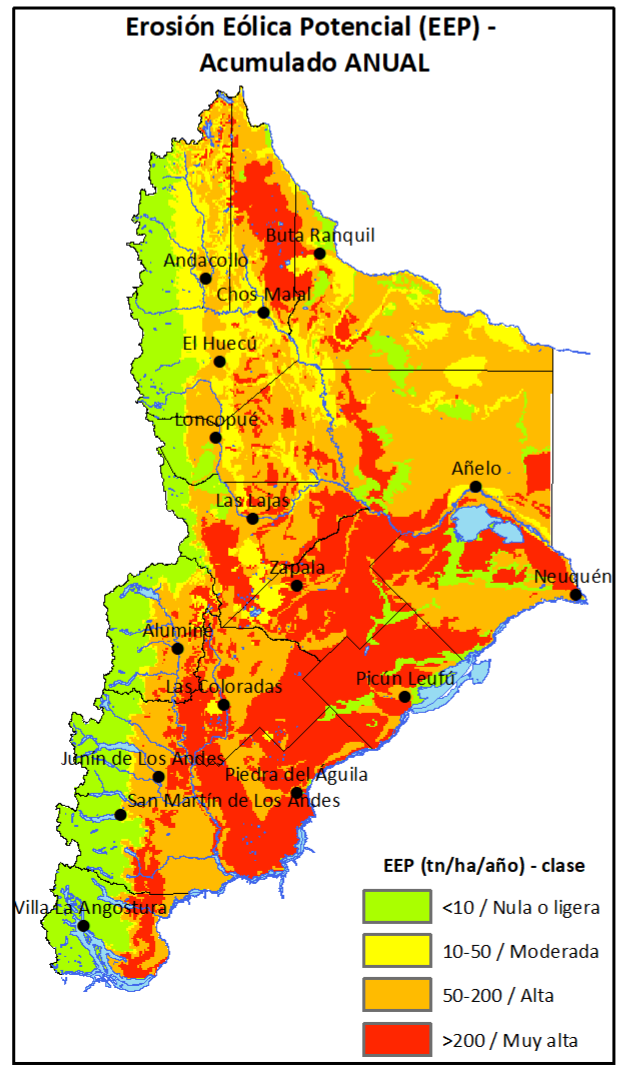 Erosión Eólica Potencial (EEP) -
Acumulado ANUAL
Buta Ranquil
Andacollo
Chos Malal
El Huecú
Loncopué
Añelo
Las Lajas
Zapala
Neuquén
Aluminé
Picún Leufú
Las Coloradas
Junín de Los Andes
Piedra del Águila
San Martín de Los Andes
Villa La Angostura
EEP (tn/ha/año) - clase
<10 / Nula o ligera
10-50 / Moderada
50-200 / Alta
>200 / Muy alta